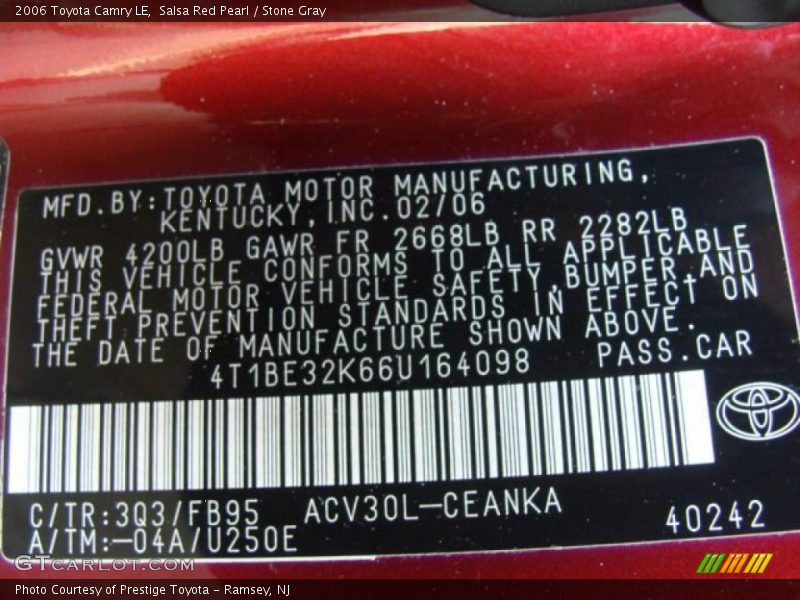 2006 Toyota Camry LE, Salsa Red Pearl / Stone Gray
MFD.BY:TOYOTA MOTOR MANUFACTURING,
KENTUCKY,INC.02/06
GVWR 4200LB GAWR FR 2668LB RR 2282LB
THIS VEHICLE CONFORMS TO ALL APPLICABLE
FEDERAL MOTOR VEHICLE SAFETY,BUMPER,AND
THEFT PREVENTION STANDARDS IN EFFECT ON
THE DATE OF MANUFACTURE SHOWN ABOVE.
4T1BE32K66U164098 PASS.CAR
C/TR:3Q3/FB95 ACV30L-CEANKA
A/TM:-04A/U250E 40242
GTCARLOT.COM
Photo Courtesy of Prestige Toyota - Ramsey, NJ